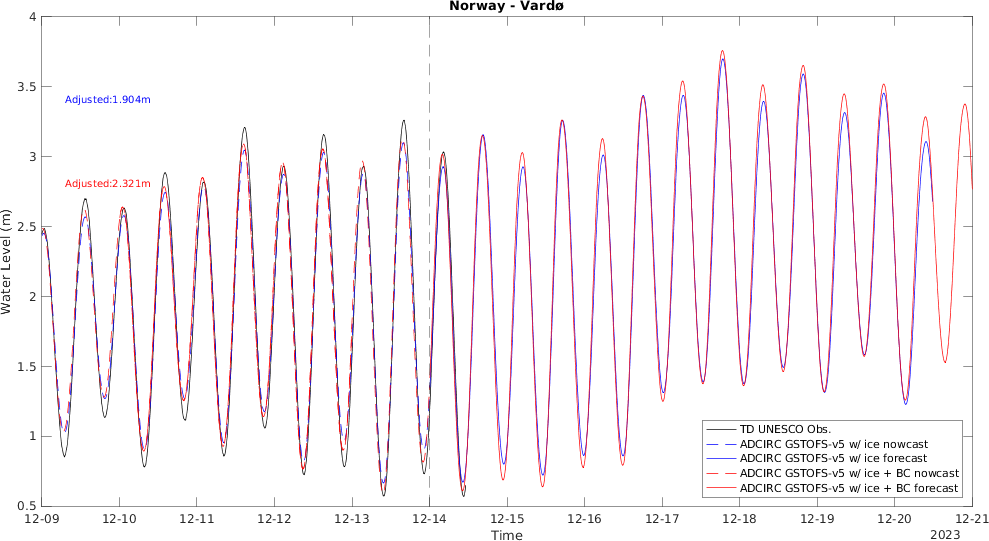 Norway - Vardø
4
3.5
3
2.5
2
1.5
1
0.5
Water Level (m)
Adjusted:1.904m
Adjusted:2.321m
TD UNESCO Obs.
ADCIRC GSTOFS-v5 w/ ice nowcast
ADCIRC GSTOFS-v5 w/ ice forecast
ADCIRC GSTOFS-v5 w/ ice + BC nowcast
ADCIRC GSTOFS-v5 w/ ice + BC forecast
12-09 12-10 12-11 12-12 12-13 12-14 12-15 12-16 12-17 12-18 12-19 12-20 12-21
Time
2023